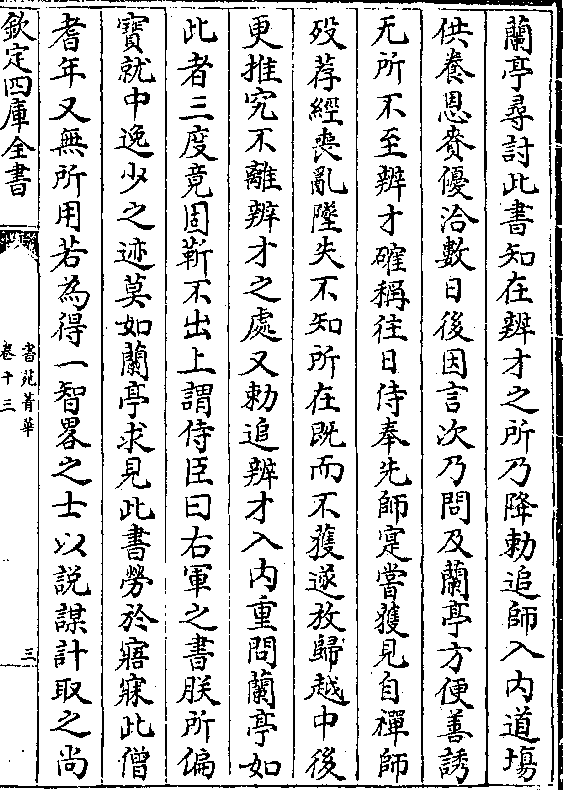 蘭亭尋討此書知在辨才之所乃降勅追師入内道塲
供養恩賚優洽數日後因言次乃問及蘭亭方便善誘
无所不至辨才確稱往日侍奉先師寔嘗獲見自禪師
殁荐經喪亂墜失不知所在既而不獲遂放歸越中後
更推究不離辨才之處又勅追辨才入内重問蘭亭如
此者三度竟固靳不出上謂侍臣曰右軍之書朕所偏
寳就中逸少之迹莫如蘭亭求見此書勞於寤寐此僧
耆年又無所用若為得一智畧之士以説謀計取之尚
欽定四庫全書
書苑菁華
卷十三
三